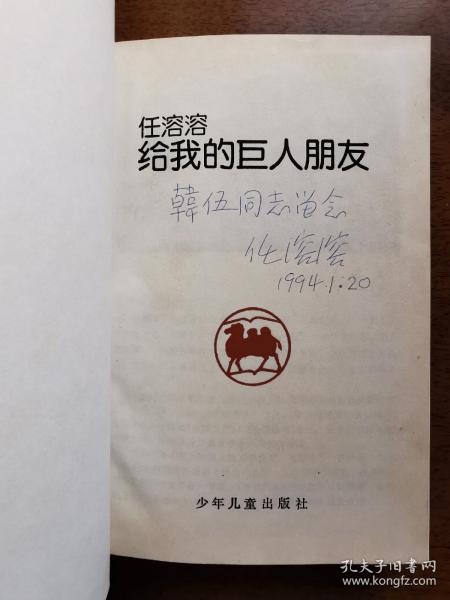 任溶溶
给我的巨人朋友
韓伍同志留念
任溶溶
1994.1.20
少年儿童出版社
孔夫子旧书网
www.kongfz.com